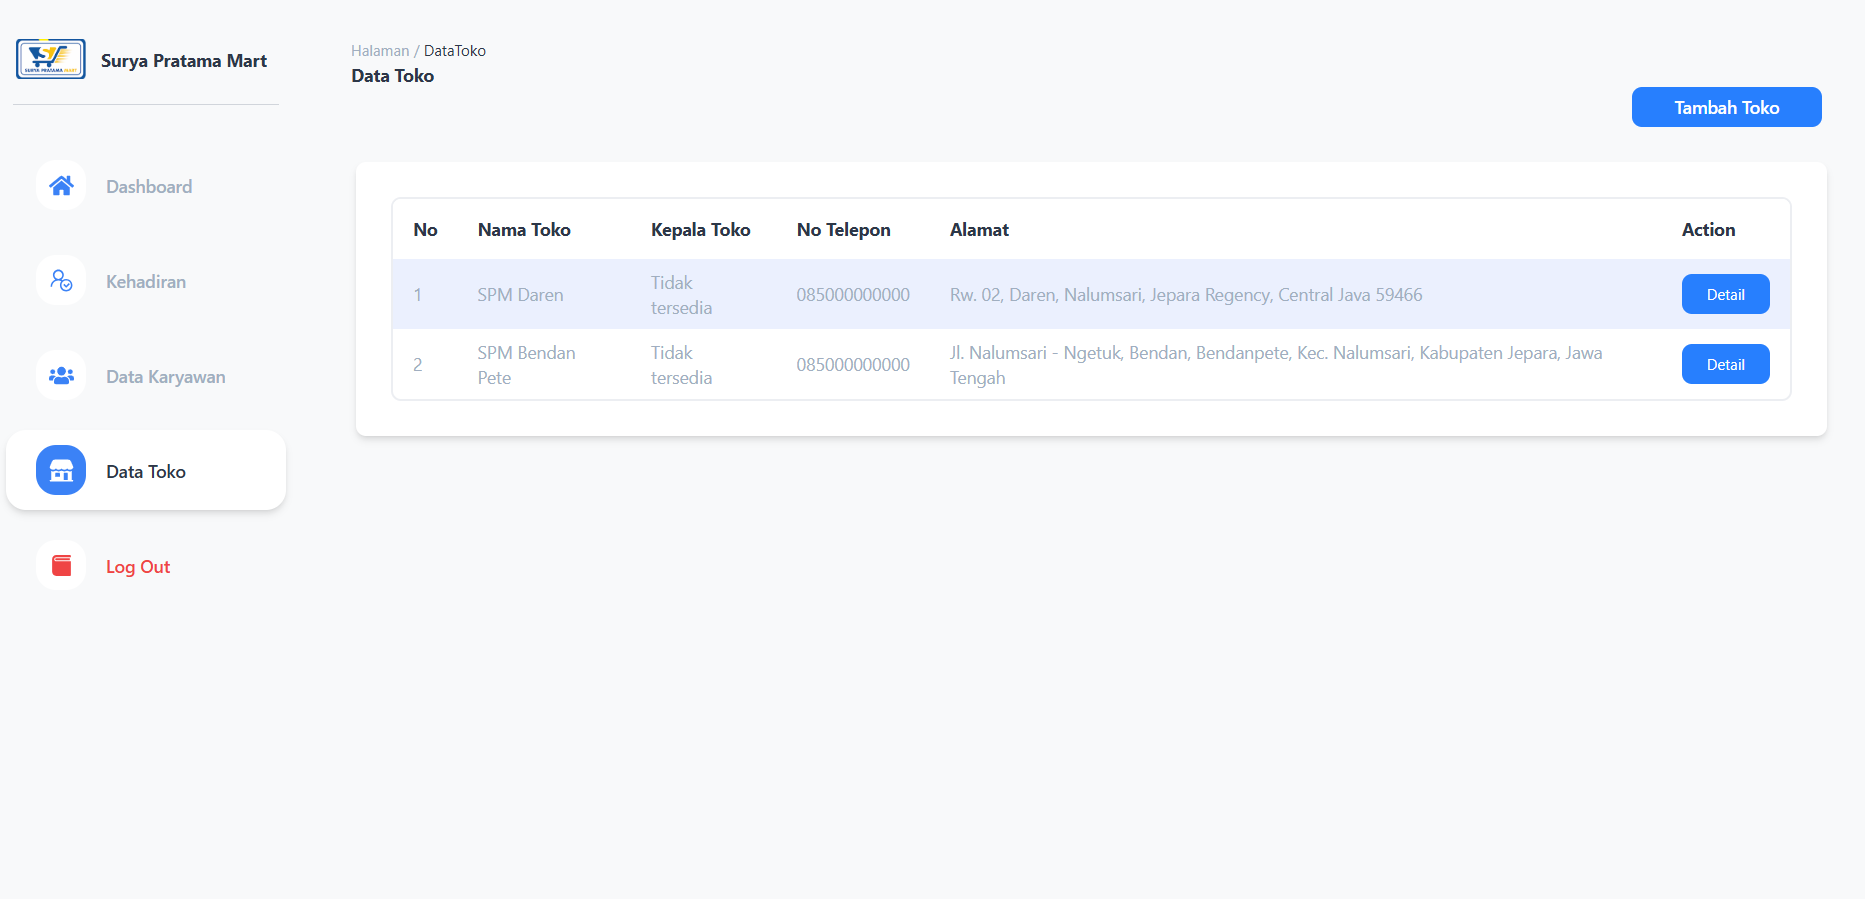 SURYA PRATAMA MART
Surya Pratama Mart
Dashboard
Kehadiran
Data Karyawan
Data Toko
Log Out
Halaman / DataToko
Data Toko
Tambah Toko
No Nama Toko Kepala Toko No Telepon Alamat Action
1 SPM Daren Tidak tersedia 085000000000 Rw. 02, Daren, Nalumsari, Jepara Regency, Central Java 59466 Detail
2 SPM Bendan Pete Tidak tersedia 085000000000 Jl. Nalumsari - Ngetuk, Bendan, Bendanpete, Kec. Nalumsari, Kabupaten Jepara, Jawa Tengah Detail